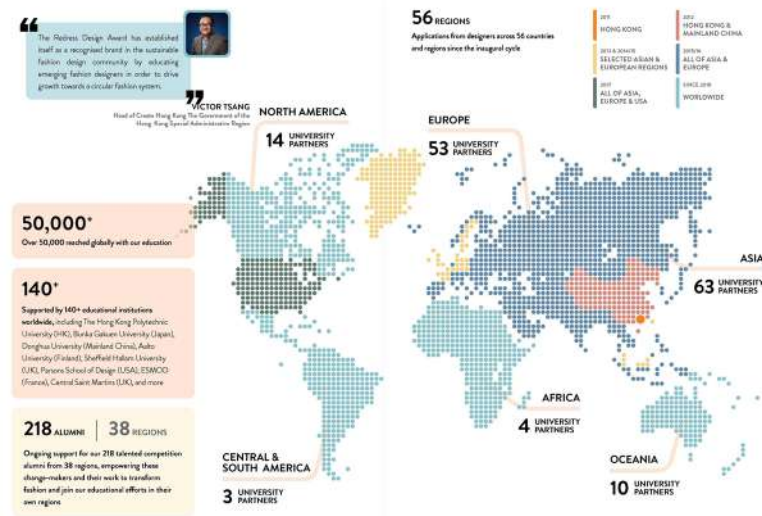 The Redress Design Award has established
itself as a recognised brand in the sustainable
fashion design community by educating
emerging fashion designers in order to drive
growth towards a circular fashion system.
VICTOR TSANG
Head of Create Hong Kong The Government of the
Hong Kong Special Administrative Region
56 REGIONS
Applications from designers across 56 countries
and regions since the inaugural cycle
2011
HONG KONG
2012
HONG KONG &
MAINLAND CHINA
2013 & 2014/15
SELECTED ASIAN &
EUROPEAN REGIONS
2015/16
ALL OF ASIA &
EUROPE
2017
ALL OF ASIA,
EUROPE & USA
SINCE 2018
WORLDWIDE
NORTH AMERICA
14 UNIVERSITY
PARTNERS
EUROPE
53 UNIVERSITY
PARTNERS
50,000+
Over 50,000 reached globally with our education
ASIA
63 UNIVERSITY
PARTNERS
140+
Supported by 140+ educational institutions
worldwide, including The Hong Kong Polytechnic
University (HK), Bunka Gakuen University (Japan),
Donghua University (Mainland China), Aalto
University (Finland), Sheffield Hallam University
(UK), Parsons School of Design (USA), ESMOD
(France), Central Saint Martins (UK), and more
AFRICA
4 UNIVERSITY
PARTNERS
218 ALUMNI | 38 REGIONS
Ongoing support for our 218 talented competition
alumni from 38 regions, empowering these
change-makers and their work to transform
fashion and join our educational efforts in their
own regions
CENTRAL &
SOUTH AMERICA
3 UNIVERSITY
PARTNERS
OCEANIA
10 UNIVERSITY
PARTNERS